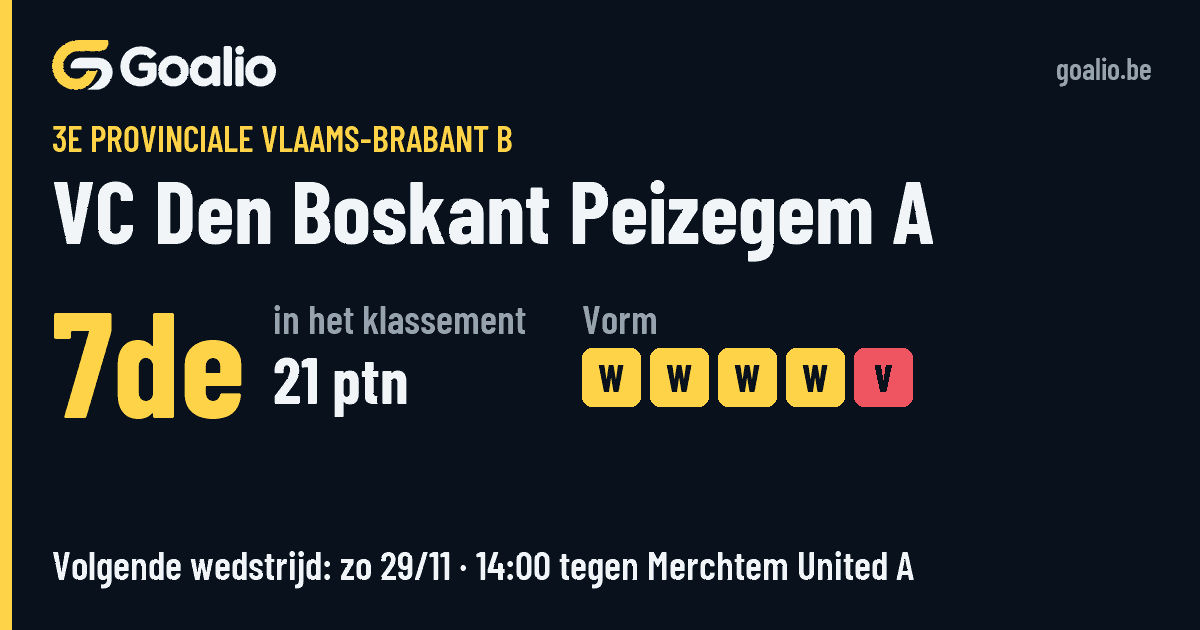 Goalio
goalio.be
3E PROVINCIALE VLAAMS-BRABANT B
VC Den Boskant Peizegem A
7de
in het klassement
21 ptn
Vorm
W W W W V
Volgende wedstrijd: zo 29/11 · 14:00 tegen Merchtem United A